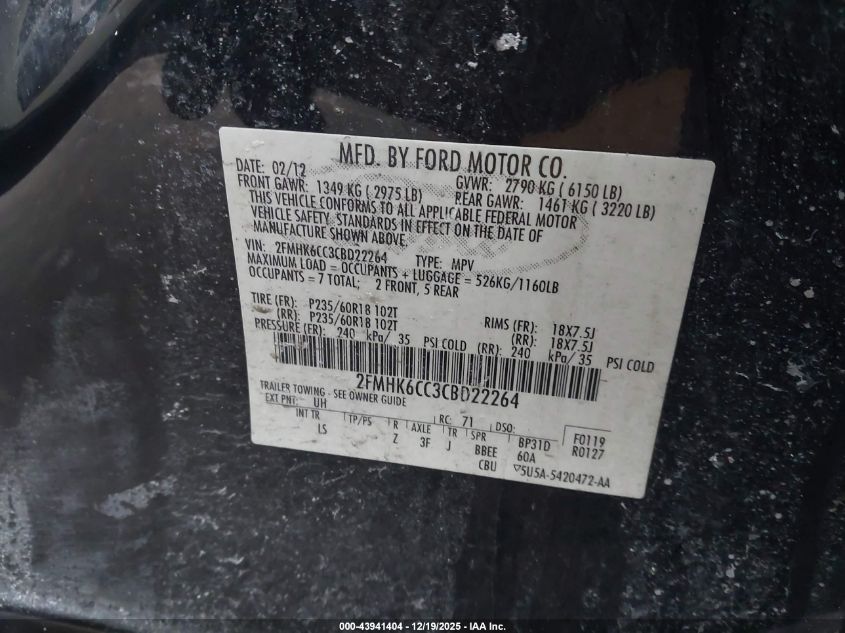 MFD. BY FORD MOTOR CO.
DATE: 02/12 GVWR: 2790 KG ( 6150 LB)
FRONT GAWR: 1349 KG ( 2975 LB) REAR GAWR: 1461 KG ( 3220 LB)
THIS VEHICLE CONFORMS TO ALL APPLICABLE FEDERAL MOTOR
VEHICLE SAFETY STANDARDS IN EFFECT ON THE DATE OF
MANUFACTURE SHOWN ABOVE.
VIN: 2FMHK6CC3CBD22264 TYPE: MPV
MAXIMUM LOAD = OCCUPANTS + LUGGAGE = 526KG/1160LB
OCCUPANTS = 7 TOTAL; 2 FRONT, 5 REAR
TIRE (FR): P235/60R18 102T RIMS (FR): 18X7.5J
(RR): P235/60R18 102T (RR): 18X7.5J
PRESSURE (FR): 240 kPa/ 35 PSI COLD (RR): 240 kPa/ 35 PSI COLD
2FMHK6CC3CBD22264
TRAILER TOWING - SEE OWNER GUIDE
EXT PNT: UH RC: 71 DSO:
INT TR TP/PS R AXLE TR SPR BP31D F0119
LS Z 3F J BBEE 60A R0127
CBU ▽5U5A-5420472-AA
000-43941404 - 12/19/2025 - IAA Inc.